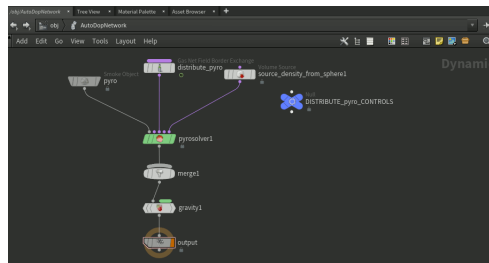 /obj/AutoDopNetwork Tree View Material Palette Asset Browser
obj AutoDopNetwork
Add Edit Go View Tools Layout Help
Dynami
Gas Net Field Border Exchange
distribute_pyro
Volume Source
source_density_from_sphere1
Smoke Object
pyro
Null
DISTRIBUTE_pyro_CONTROLS
pyrosolver1
merge1
gravity1
output